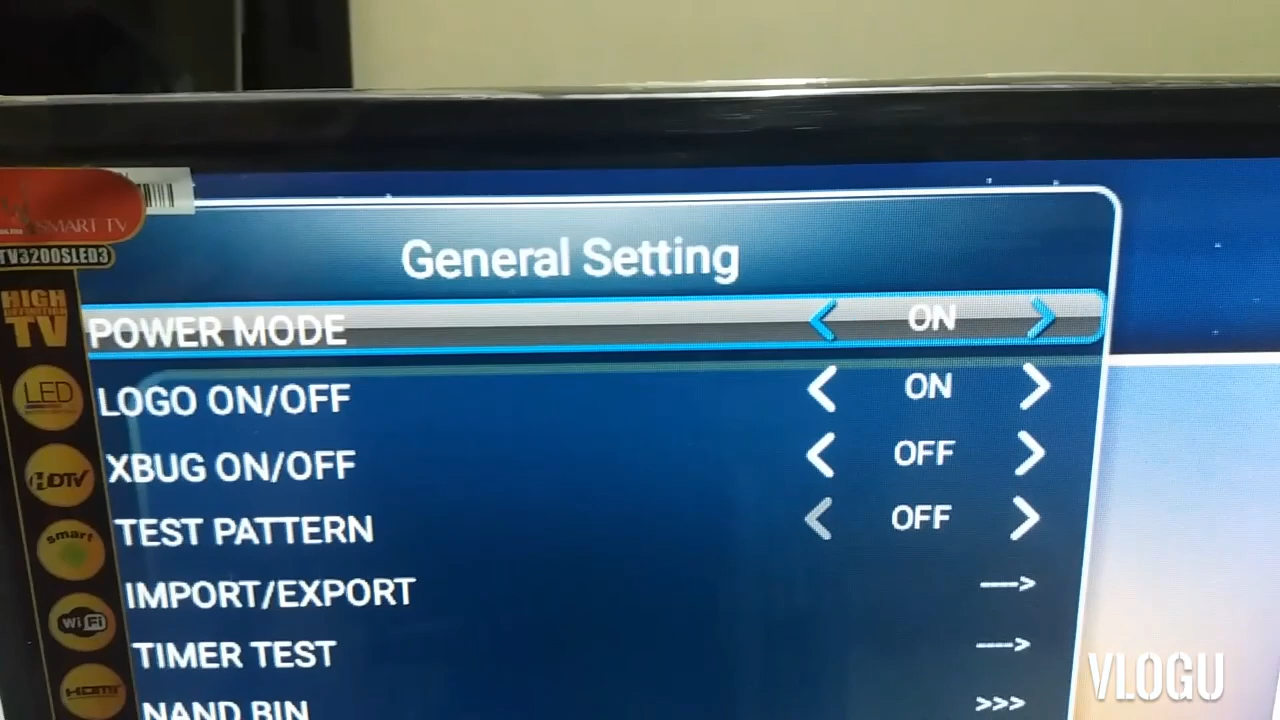 General Setting
SMART TV
TV3200SLED3
HIGH
DEFINITION
TV
POWER MODE < ON >
LOGO ON/OFF < ON >
LED
XBUG ON/OFF < OFF >
HDTV
TEST PATTERN < OFF >
smart
IMPORT/EXPORT --->
WiFi
TIMER TEST --->
HDMI
NAND BIN >>>
VLOGU